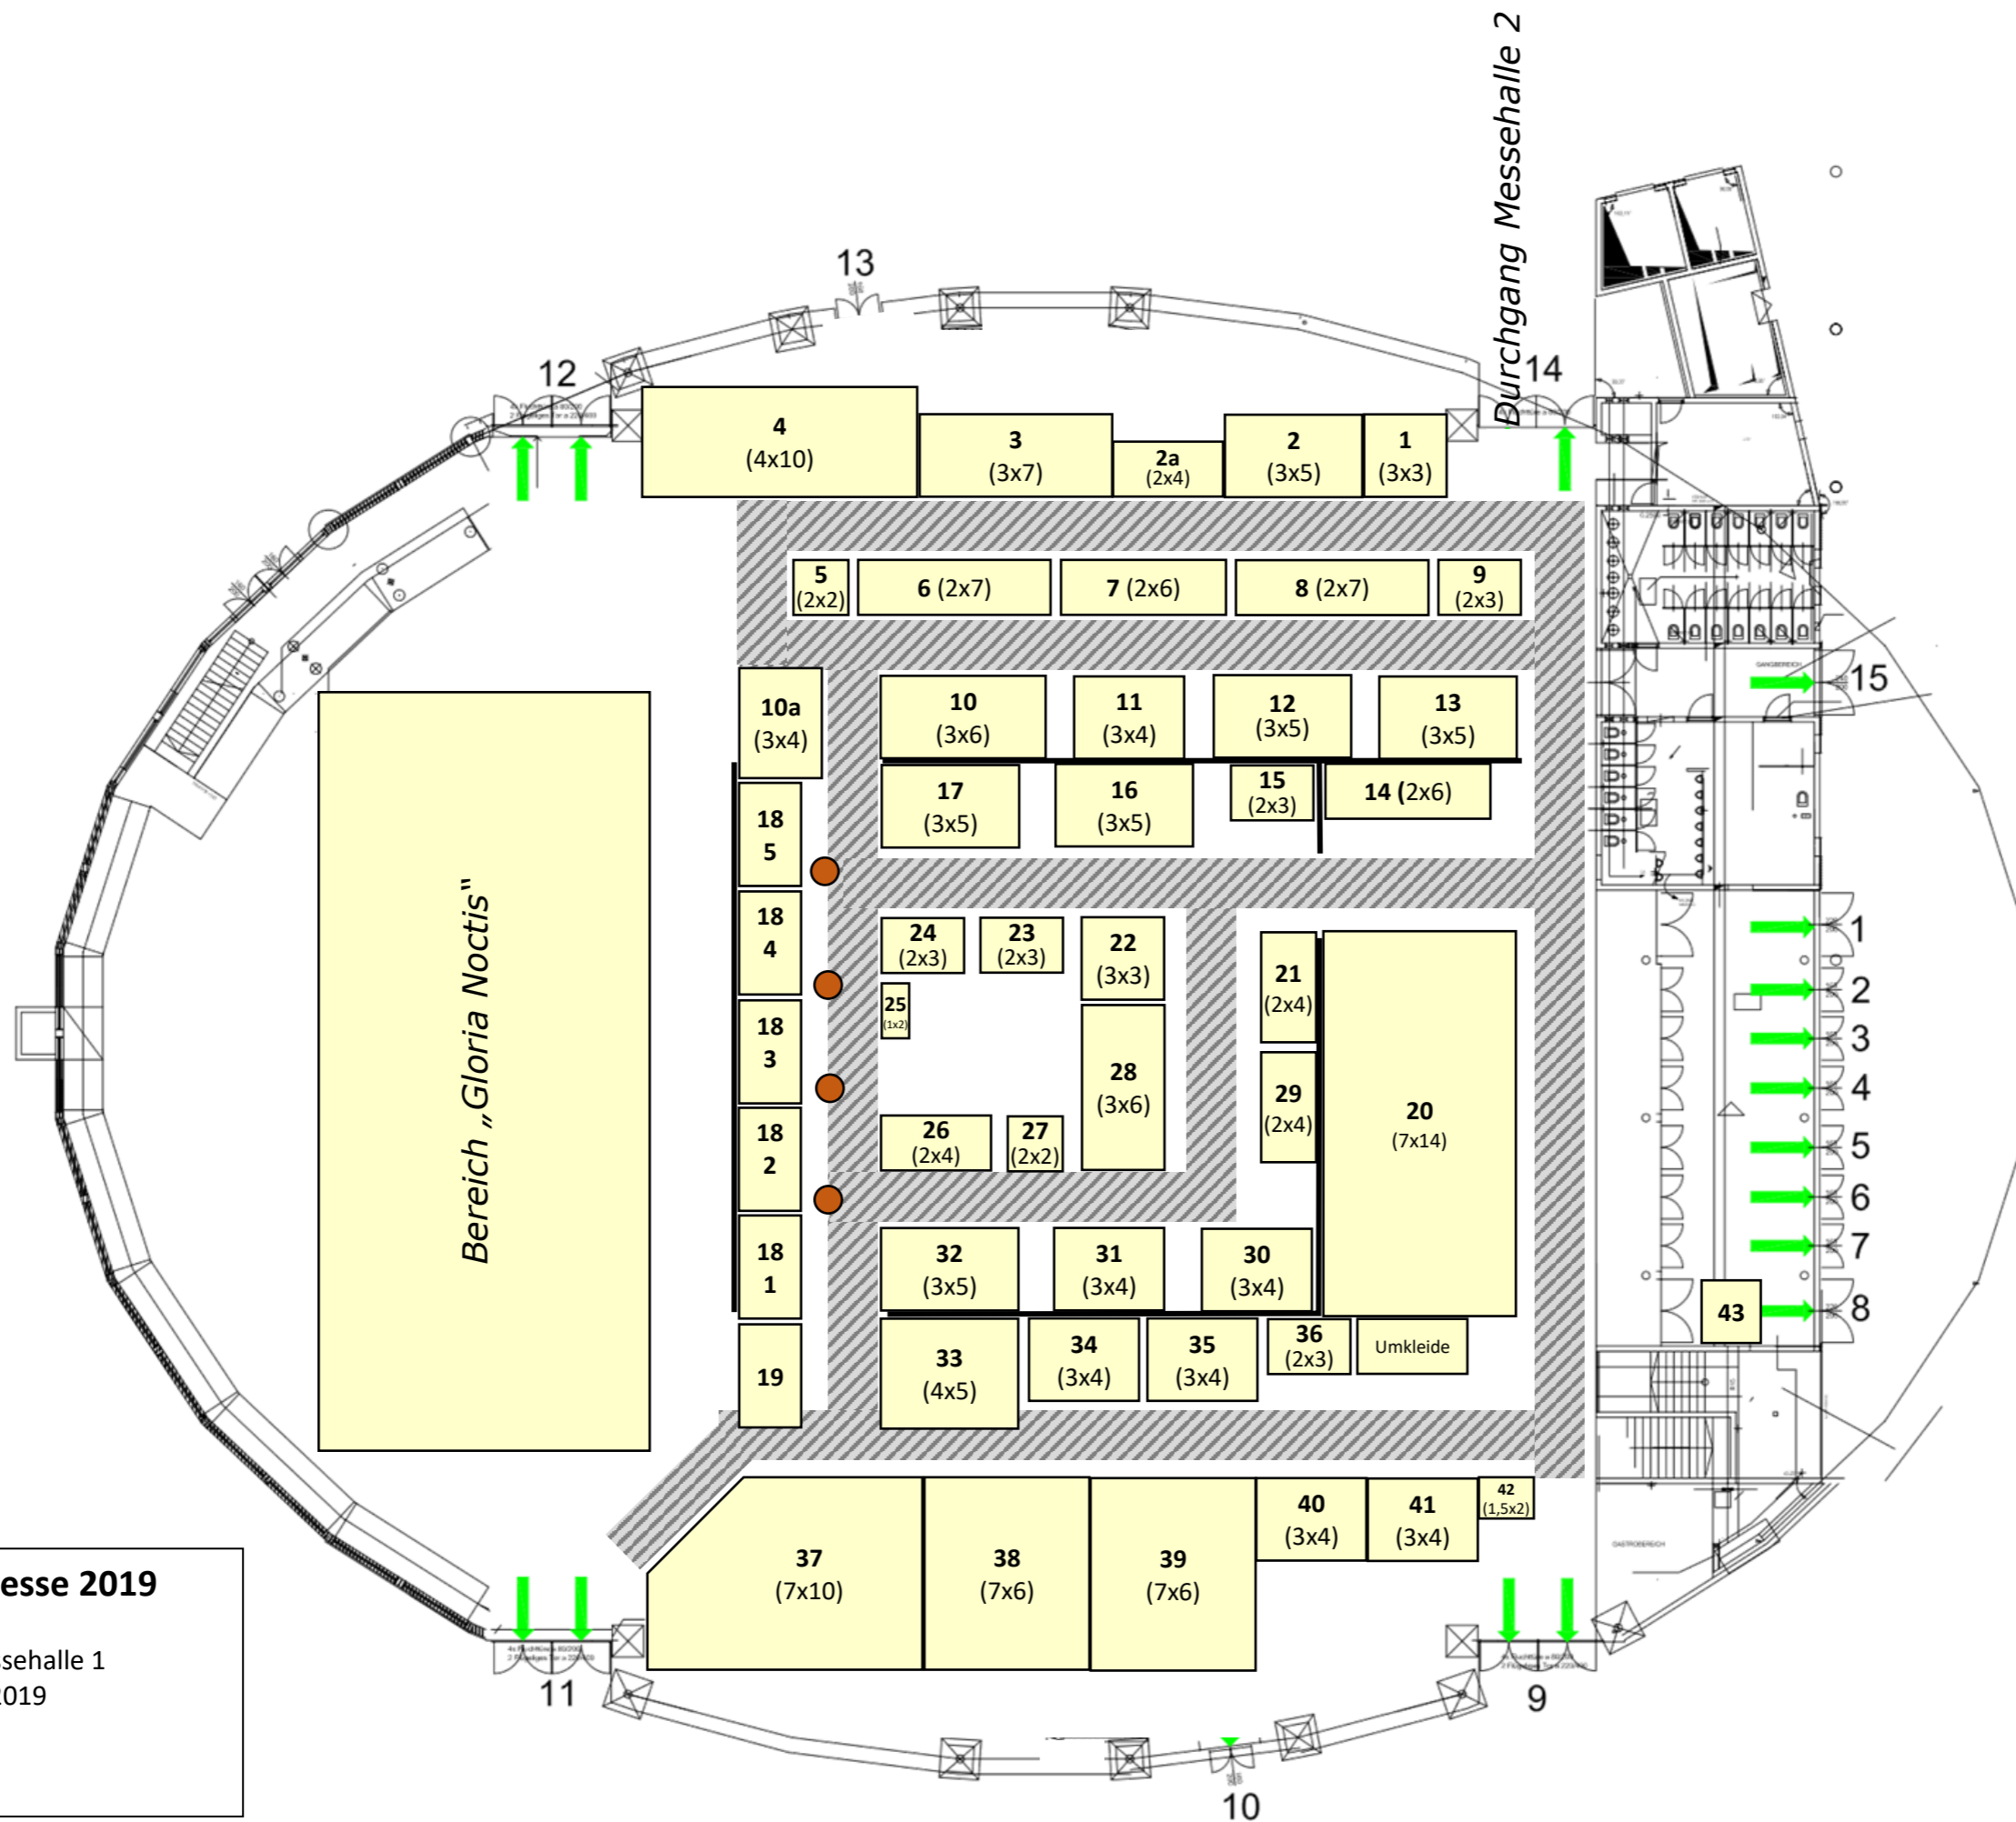 Durchgang Messehalle 2
13
12
14
4
(4x10)
3
(3x7)
2a
(2x4)
2
(3x5)
1
(3x3)
5
(2x2)
6 (2x7)
7 (2x6)
8 (2x7)
9
(2x3)
GANGBEREICH
15
10a
(3x4)
10
(3x6)
11
(3x4)
12
(3x5)
13
(3x5)
17
(3x5)
16
(3x5)
15
(2x3)
14 (2x6)
18
5
18
4
18
3
18
2
18
1
19
Bereich „Gloria Noctis“
24
(2x3)
23
(2x3)
22
(3x3)
25
(1x2)
21
(2x4)
28
(3x6)
29
(2x4)
20
(7x14)
26
(2x4)
27
(2x2)
32
(3x5)
31
(3x4)
30
(3x4)
33
(4x5)
34
(3x4)
35
(3x4)
36
(2x3)
Umkleide
1
2
3
4
5
6
7
8
43
37
(7x10)
38
(7x6)
39
(7x6)
40
(3x4)
41
(3x4)
42
(1,5x2)
GASTROBEREICH
11
9
10
esse 2019
ssehalle 1
2019